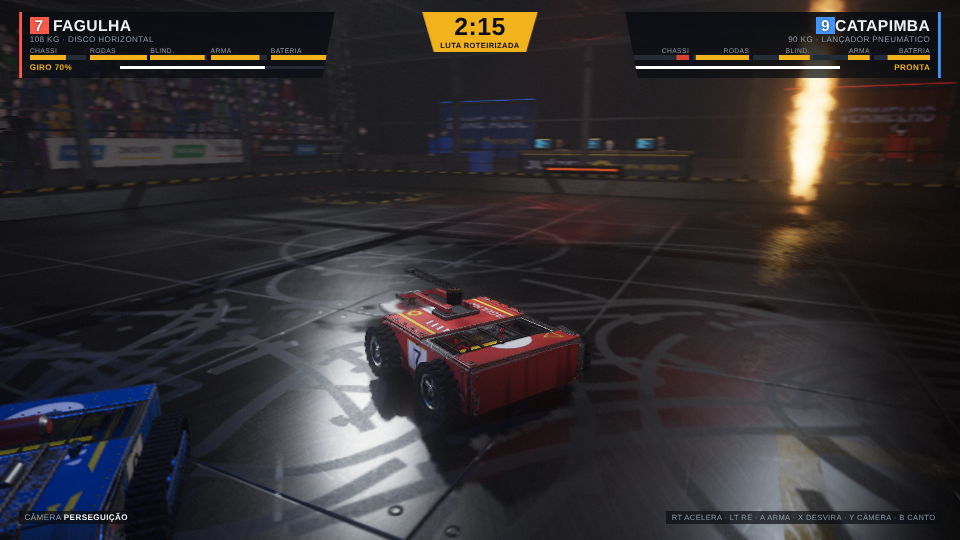 7 FAGULHA
108 KG · DISCO HORIZONTAL
CHASSI RODAS BLIND. ARMA BATERIA
GIRO 70%
2:15
LUTA ROTEIRIZADA
9 CATAPIMBA
90 KG · LANÇADOR PNEUMÁTICO
CHASSI RODAS BLIND. ARMA BATERIA
PRONTA
VERMELHO
7
CÂMERA PERSEGUIÇÃO
RT ACELERA · LT RÉ · A ARMA · X DESVIRA · Y CÂMERA · B CANTO